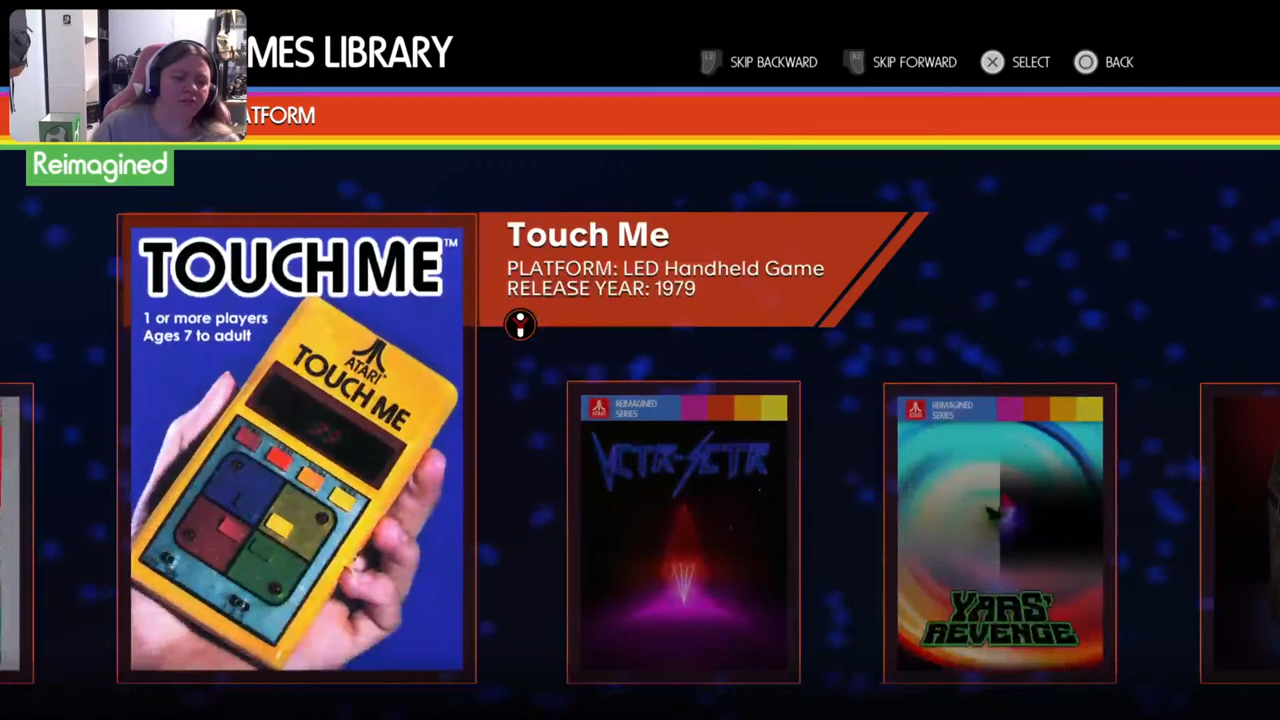 MES LIBRARY
SKIP BACKWARD
SKIP FORWARD
SELECT
BACK
ATFORM
Reimagined
TOUCH ME™
1 or more players
Ages 7 to adult
ATARI
TOUCH ME
Touch Me
PLATFORM: LED Handheld Game
RELEASE YEAR: 1979
REIMAGINED
SERIES
VCTR-SCTR
REIMAGINED
SERIES
YARS'
REVENGE